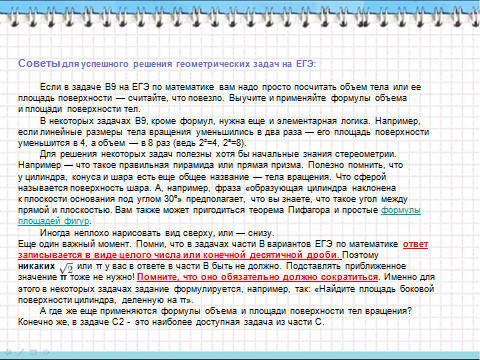 Советы для успешного решения геометрических задач на ЕГЭ:
Если в задаче В9 на ЕГЭ по математике вам надо просто посчитать объем тела или ее
площадь поверхности — считайте, что повезло. Выучите и применяйте формулы объема
и площади поверхности тел.
В некоторых задачах В9, кроме формул, нужна еще и элементарная логика. Например,
если линейные размеры тела вращения уменьшились в два раза — его площадь поверхности
уменьшится в 4, а объем — в 8 раз (ведь 2²=4, 2³=8).
Для решения некоторых задач полезны хотя бы начальные знания стереометрии.
Например — что такое правильная пирамида или прямая призма. Полезно помнить, что
у цилиндра, конуса и шара есть еще общее название — тела вращения. Что сферой
называется поверхность шара. А, например, фраза «образующая цилиндра наклонена
к плоскости основания под углом 30°» предполагает, что вы знаете, что такое угол между
прямой и плоскостью. Вам также может пригодиться теорема Пифагора и простые формулы
площадей фигур.
Иногда неплохо нарисовать вид сверху, или — снизу.
Еще один важный момент. Помни, что в задачах части В вариантов ЕГЭ по математике ответ
записывается в виде целого числа или конечной десятичной дроби. Поэтому
никаких или π у вас в ответе в части В быть не должно. Подставлять приближенное
значение π тоже не нужно! Помните, что оно обязательно должно сократиться. Именно для
этого в некоторых задачах задание формулируется, например, так: «Найдите площадь боковой
поверхности цилиндра, деленную на π».
А где же еще применяются формулы объема и площади поверхности тел вращения?
Конечно же, в задаче С2 - это наиболее доступная задача из части С.